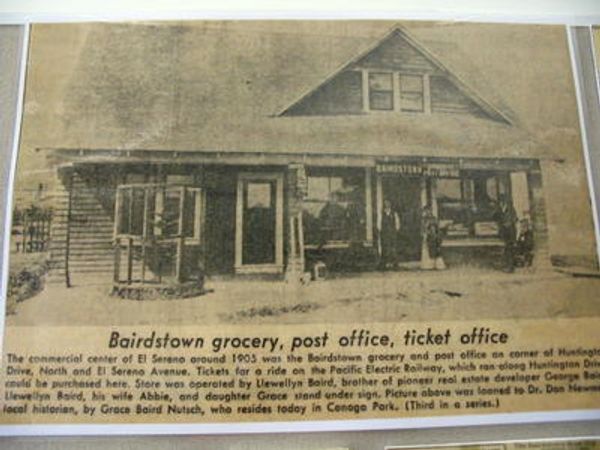 BAIRDSTOWN
POST OFFICE
Bairdstown grocery, post office, ticket office
The commercial center of El Sereno around 1905 was the Bairdstown grocery and post office on corner of Huntington
Drive, North and El Sereno Avenue. Tickets for a ride on the Pacific Electric Railway, which ran along Huntington Drive
could be purchased here. Store was operated by Llewellyn Baird, brother of pioneer real estate developer George Baird
Llewellyn Baird, his wife Abbie, and daughter Grace stand under sign. Picture above was loaned to Dr. Don Newman
local historian, by Grace Baird Nutsch, who resides today in Canoga Park. (Third in a series.)